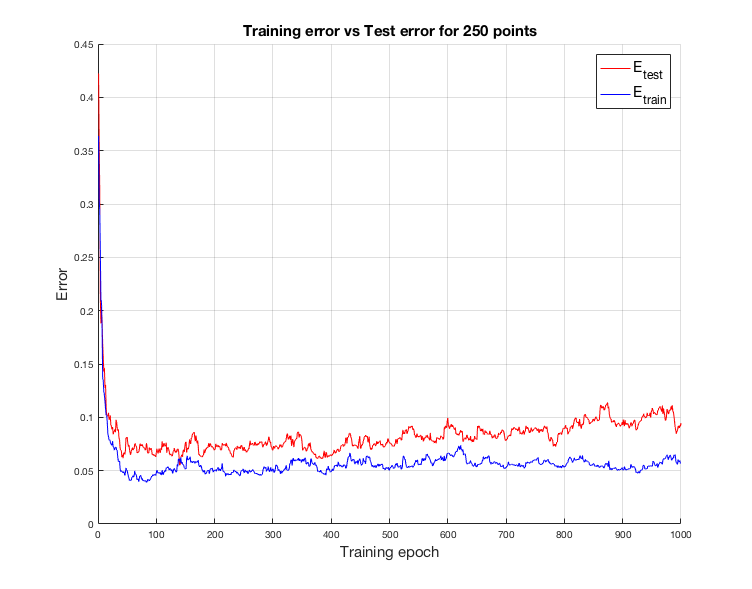 Training error vs Test error for 250 points
E_test
E_train
0.45
0.4
0.35
0.3
0.25
0.2
0.15
0.1
0.05
0
Error
0 100 200 300 400 500 600 700 800 900 1000
Training epoch